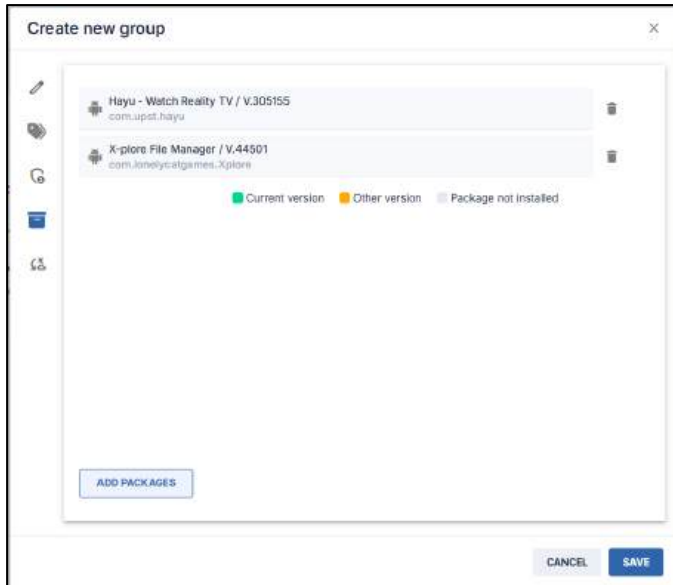 Create new group
Hayu - Watch Reality TV / V.305155
com.upst.hayu
X-plore File Manager / V.44501
com.lonelycatgames.Xplore
Current version Other version Package not installed
ADD PACKAGES
CANCEL SAVE